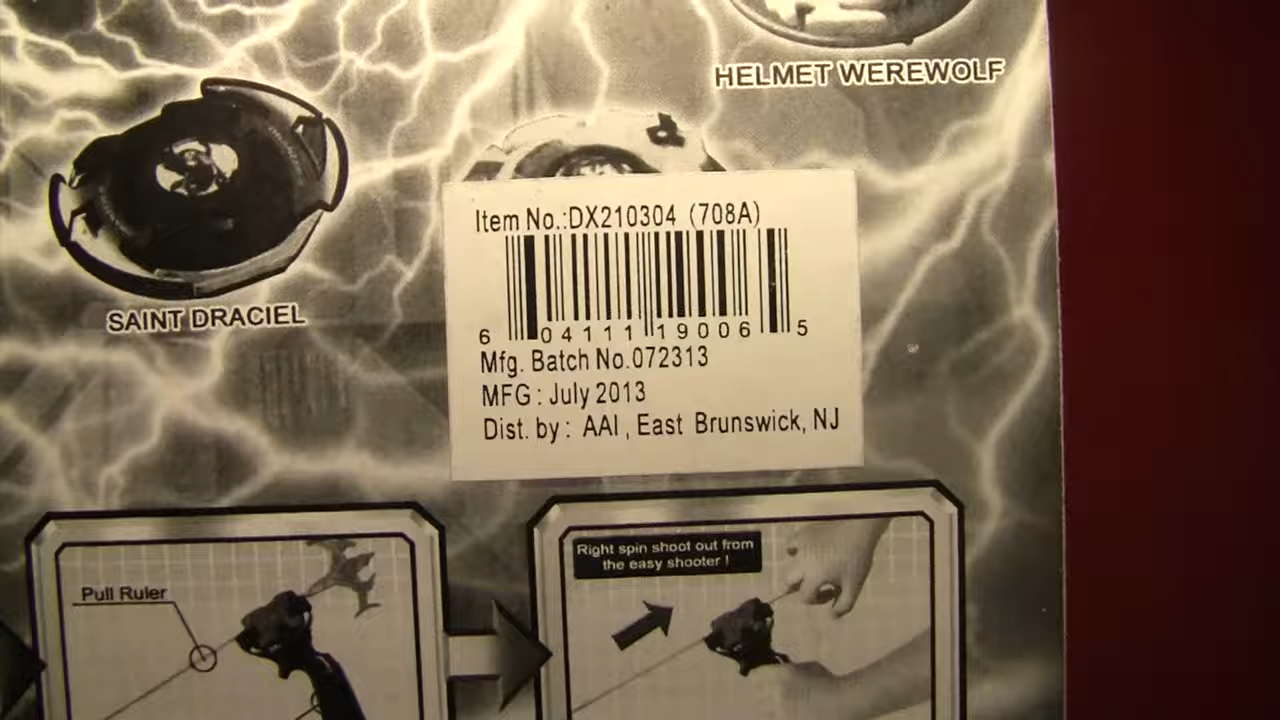 HELMET WEREWOLF
SAINT DRACIEL
Item No.:DX210304 (708A)
6 04111 19006 5
Mfg. Batch No.072313
MFG : July 2013
Dist. by : AAI , East Brunswick, NJ
Pull Ruler
Right spin shoot out from
the easy shooter !